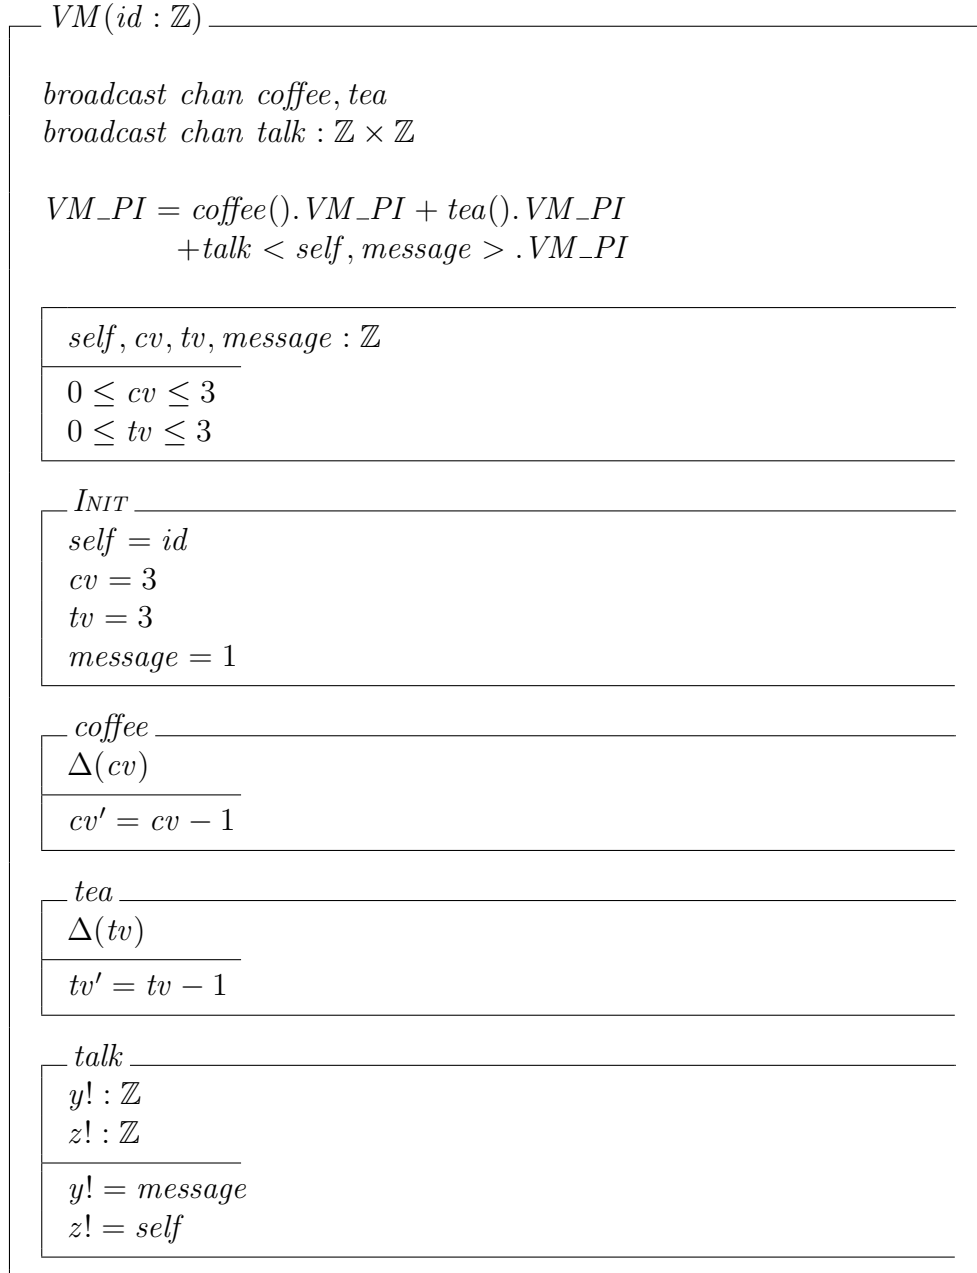 VM(id : ℤ)
broadcast chan coffee, tea
broadcast chan talk : ℤ × ℤ
VM_PI = coffee().VM_PI + tea().VM_PI
+talk < self, message > .VM_PI
self, cv, tv, message : ℤ
0 ≤ cv ≤ 3
0 ≤ tv ≤ 3
INIT
self = id
cv = 3
tv = 3
message = 1
coffee
Δ(cv)
cv′ = cv − 1
tea
Δ(tv)
tv′ = tv − 1
talk
y! : ℤ
z! : ℤ
y! = message
z! = self